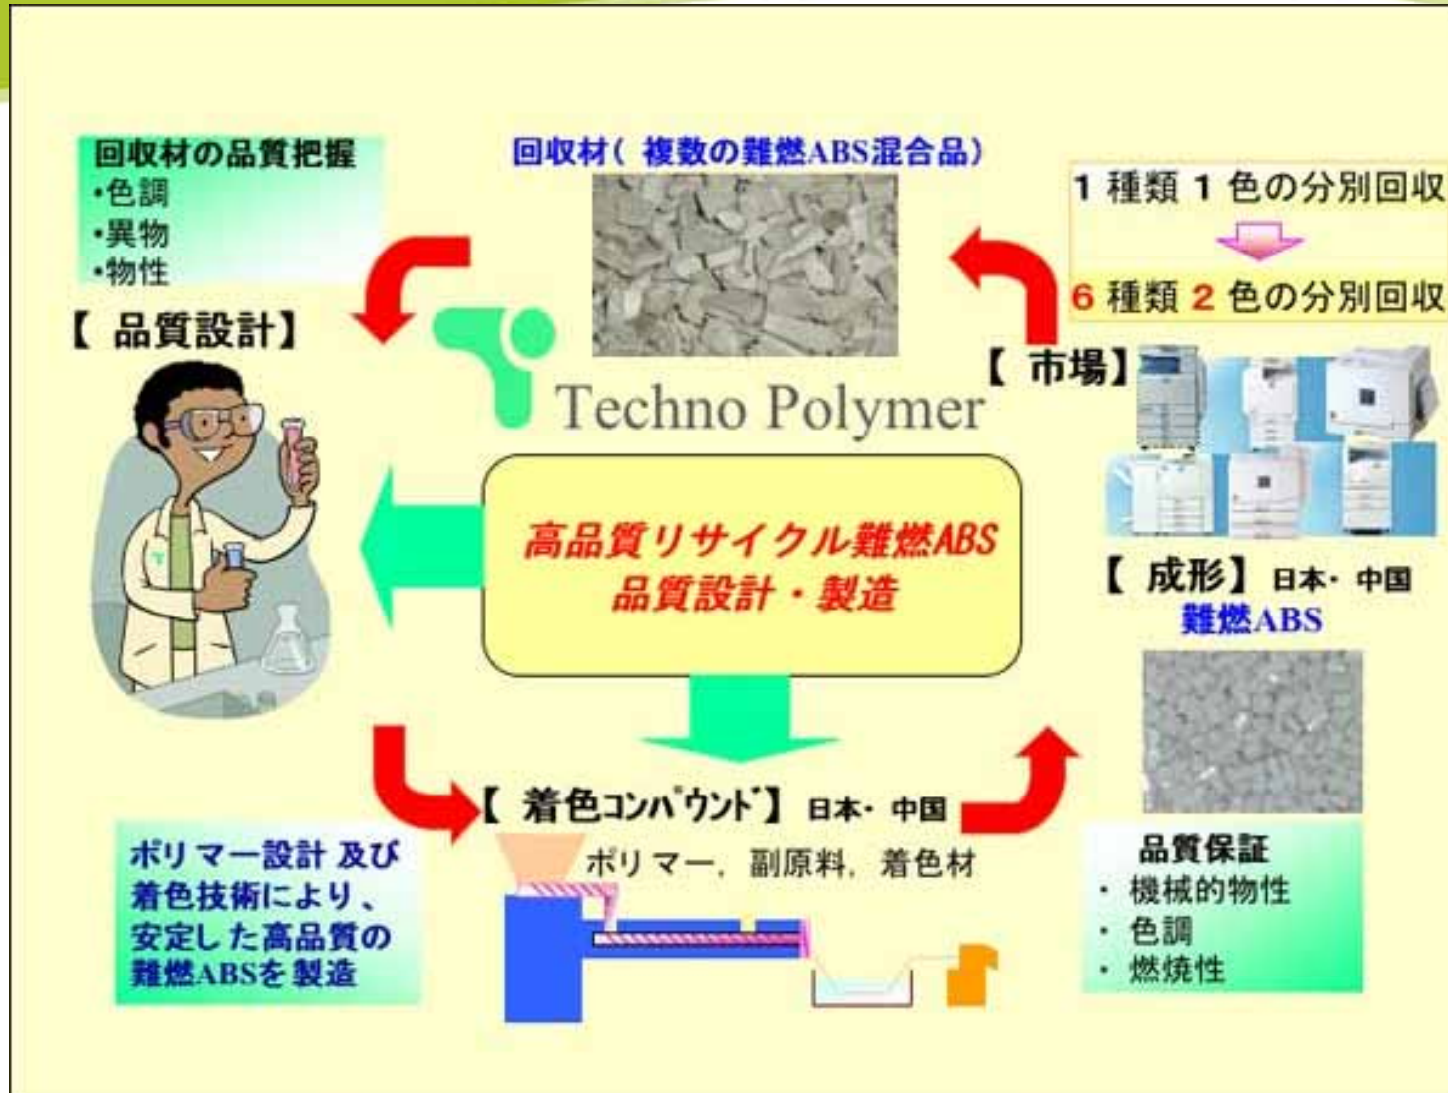 回収材の品質把握
・色調
・異物
・物性
【 品質設計】
回収材( 複数の難燃ABS混合品)
1 種類 1 色の分別回収
6 種類 2 色の分別回収
【 市場】
Techno Polymer
高品質リサイクル難燃ABS
品質設計・製造
【 成形】 日本・ 中国
難燃ABS
【 着色コンパウンド】 日本・ 中国
ポリマー, 副原料, 着色材
ポリマー設計 及び
着色技術により、
安定した高品質の
難燃ABSを製造
品質保証
・ 機械的物性
・ 色調
・ 燃焼性